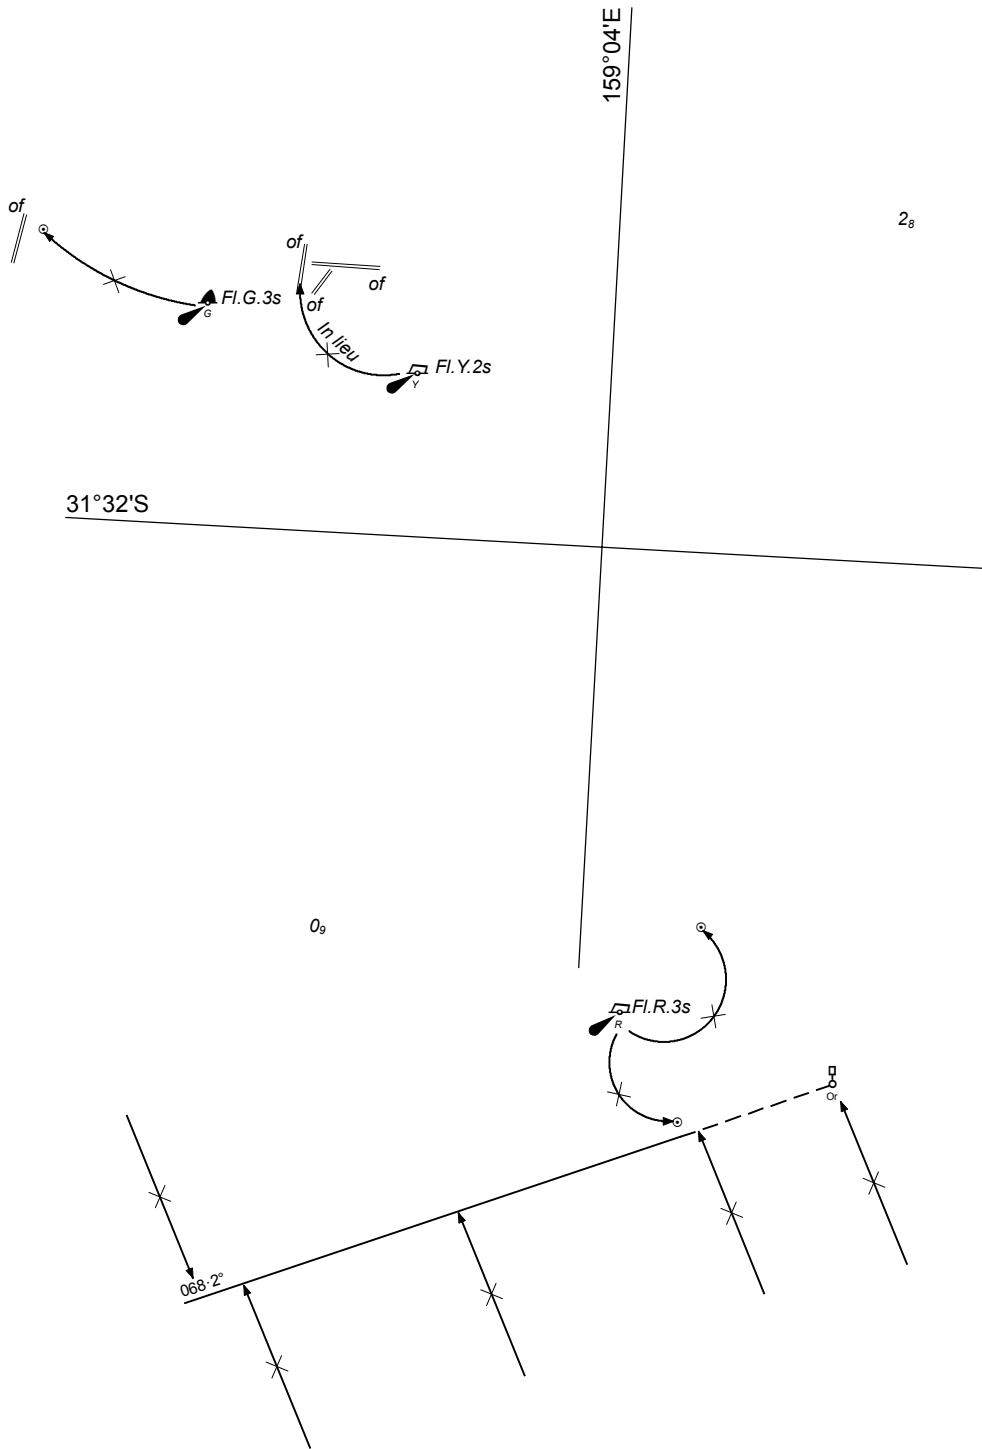 159°04'E
of
2₈
of
of
of
Fl.G.3s
G
In lieu
Fl.Y.2s
Y
31°32'S
0₉
Fl.R.3s
R
Or
068·2°